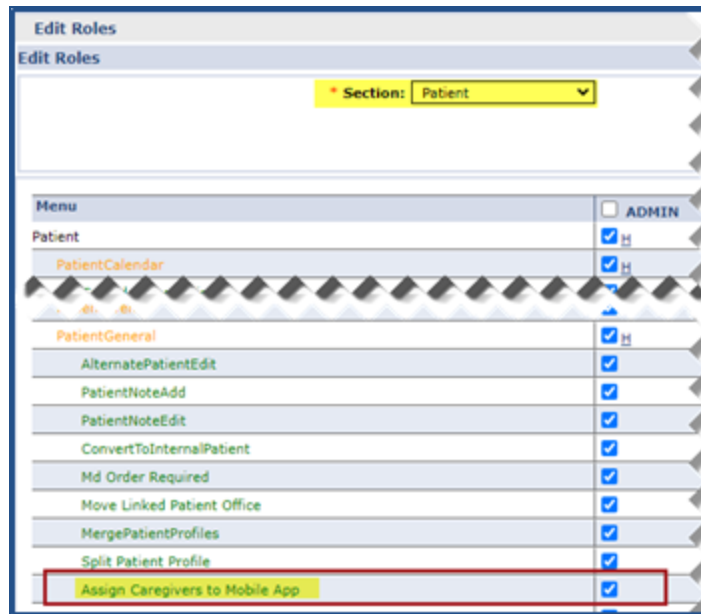 Edit Roles
Edit Roles
* Section: Patient
Menu ADMIN
Patient H
PatientCalendar H
PatientGeneral H
AlternatePatientEdit
PatientNoteAdd
PatientNoteEdit
ConvertToInternalPatient
Md Order Required
Move Linked Patient Office
MergePatientProfiles
Split Patient Profile
Assign Caregivers to Mobile App